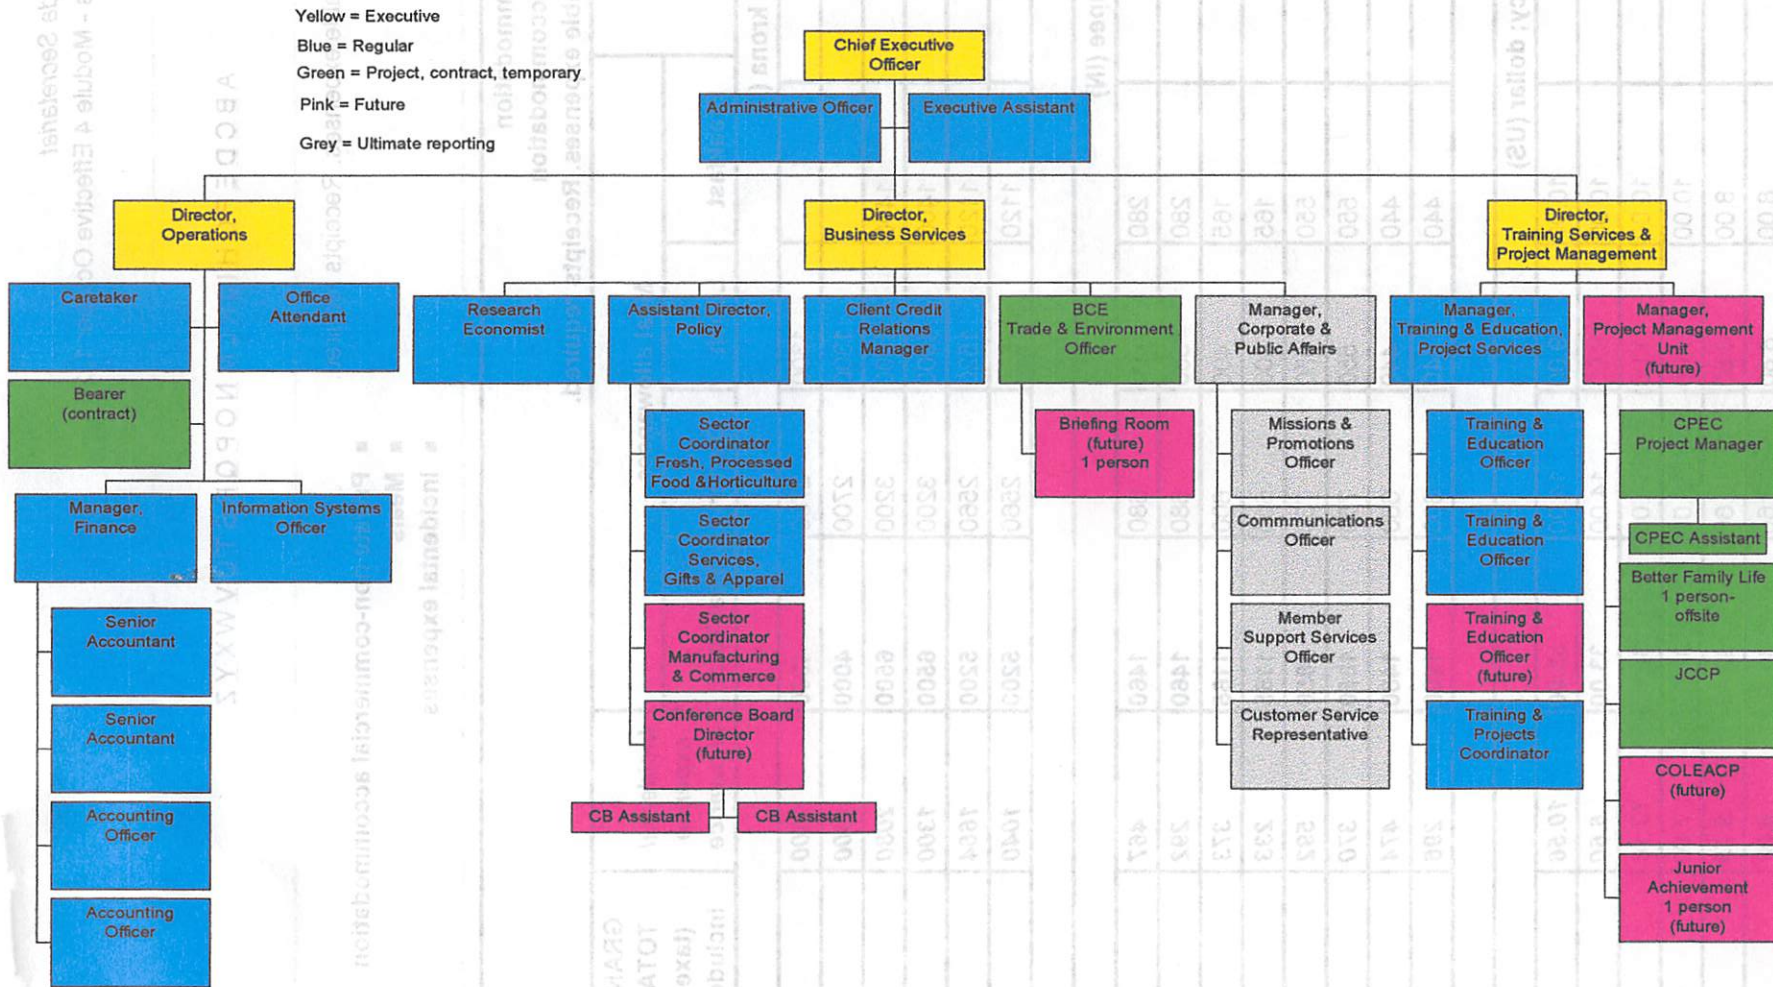 Yellow = Executive
Blue = Regular
Green = Project, contract, temporary
Pink = Future
Grey = Ultimate reporting
Chief Executive
Officer
Administrative Officer
Executive Assistant
Director,
Operations
Director,
Business Services
Director,
Training Services &
Project Management
Caretaker
Office
Attendant
Bearer
(contract)
Manager,
Finance
Information Systems
Officer
Senior
Accountant
Senior
Accountant
Accounting
Officer
Accounting
Officer
Research
Economist
Assistant Director,
Policy
Client Credit
Relations
Manager
BCE
Trade & Environment
Officer
Manager,
Corporate &
Public Affairs
Manager,
Training & Education,
Project Services
Manager,
Project Management
Unit
(future)
Sector
Coordinator
Fresh, Processed
Food &Horticulture
Sector
Coordinator
Services,
Gifts & Apparel
Sector
Coordinator
Manufacturing
& Commerce
Conference Board
Director
(future)
CB Assistant
CB Assistant
Briefing Room
(future)
1 person
Missions &
Promotions
Officer
Commmunications
Officer
Member
Support Services
Officer
Customer Service
Representative
Training &
Education
Officer
Training &
Education
Officer
Training &
Education
Officer
(future)
Training &
Projects
Coordinator
CPEC
Project Manager
CPEC Assistant
Better Family Life
1 person-
offsite
JCCP
COLEACP
(future)
Junior
Achievement
1 person
(future)